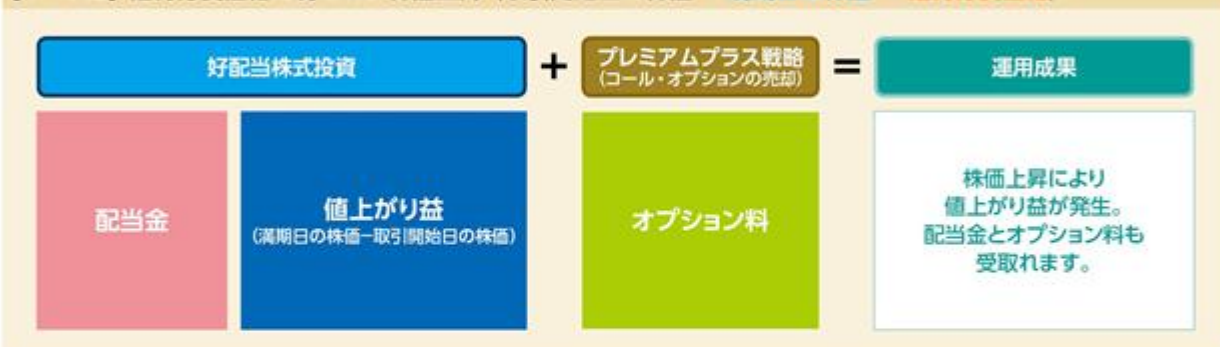 好配当株式投資
+
プレミアムプラス戦略
(コール・オプションの売却)
=
運用成果
配当金
値上がり益
(満期日の株価ー取引開始日の株価)
オプション料
株価上昇により
値上がり益が発生。
配当金とオプション料も
受取れます。